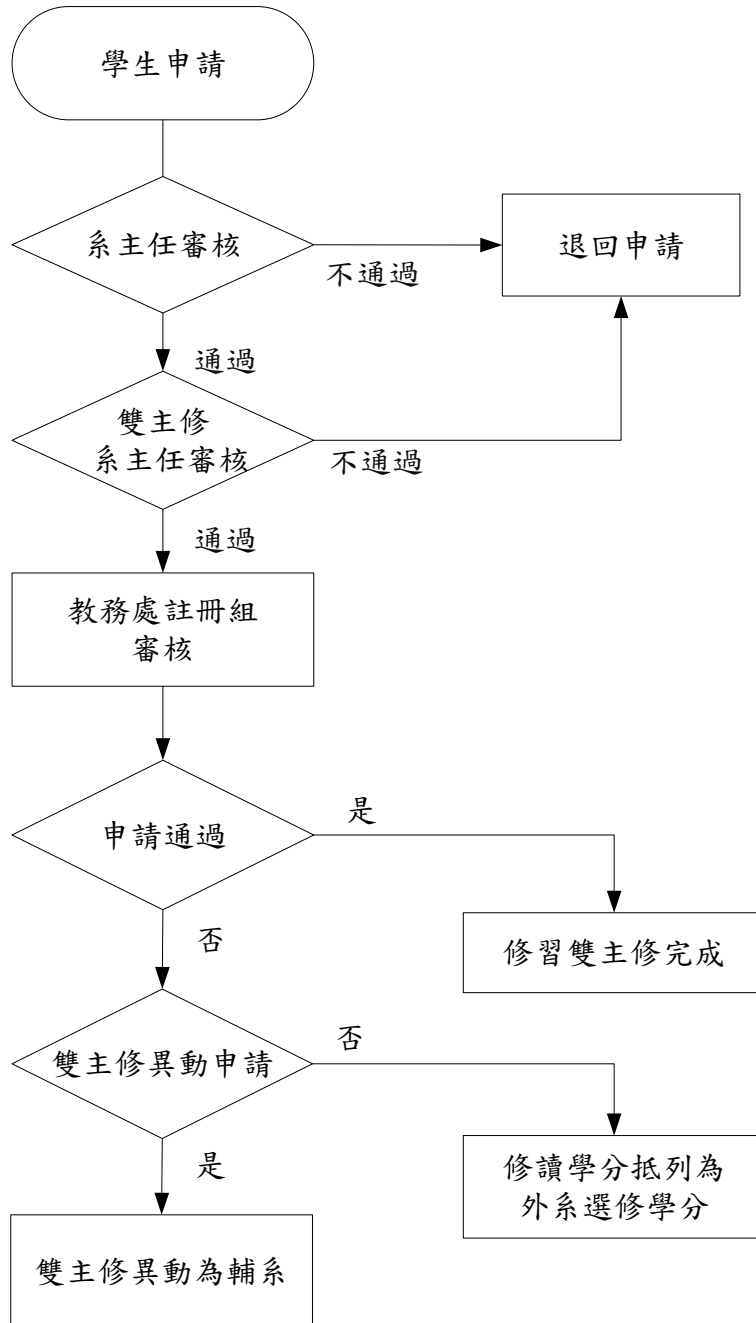 學生申請
系主任審核
不通過
退回申請
通過
雙主修
系主任審核
不通過
通過
教務處註冊組
審核
申請通過
是
修習雙主修完成
否
雙主修異動申請
否
修讀學分抵列為
外系選修學分
是
雙主修異動為輔系